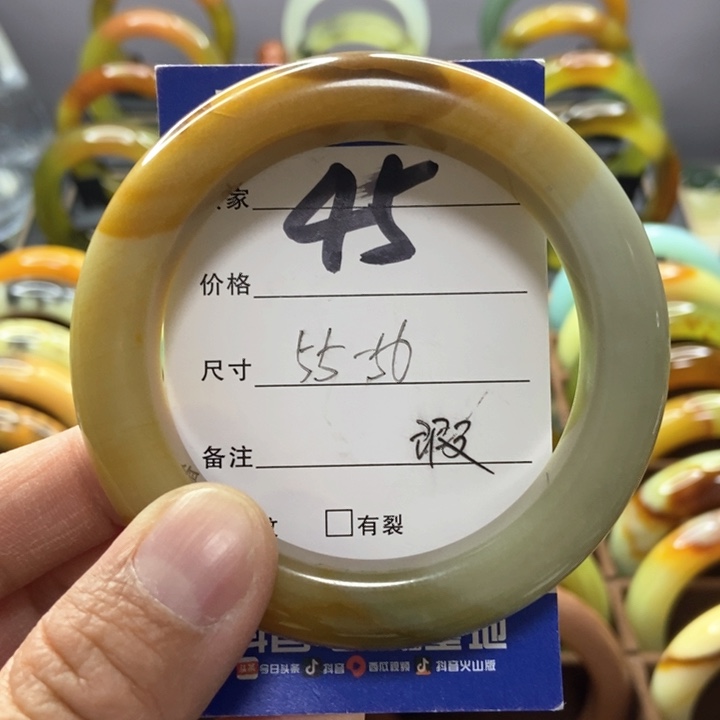 家 45
价格
尺寸 55-56
备注 瑕
□有裂
今日头条 抖音 西瓜视频 抖音火山版